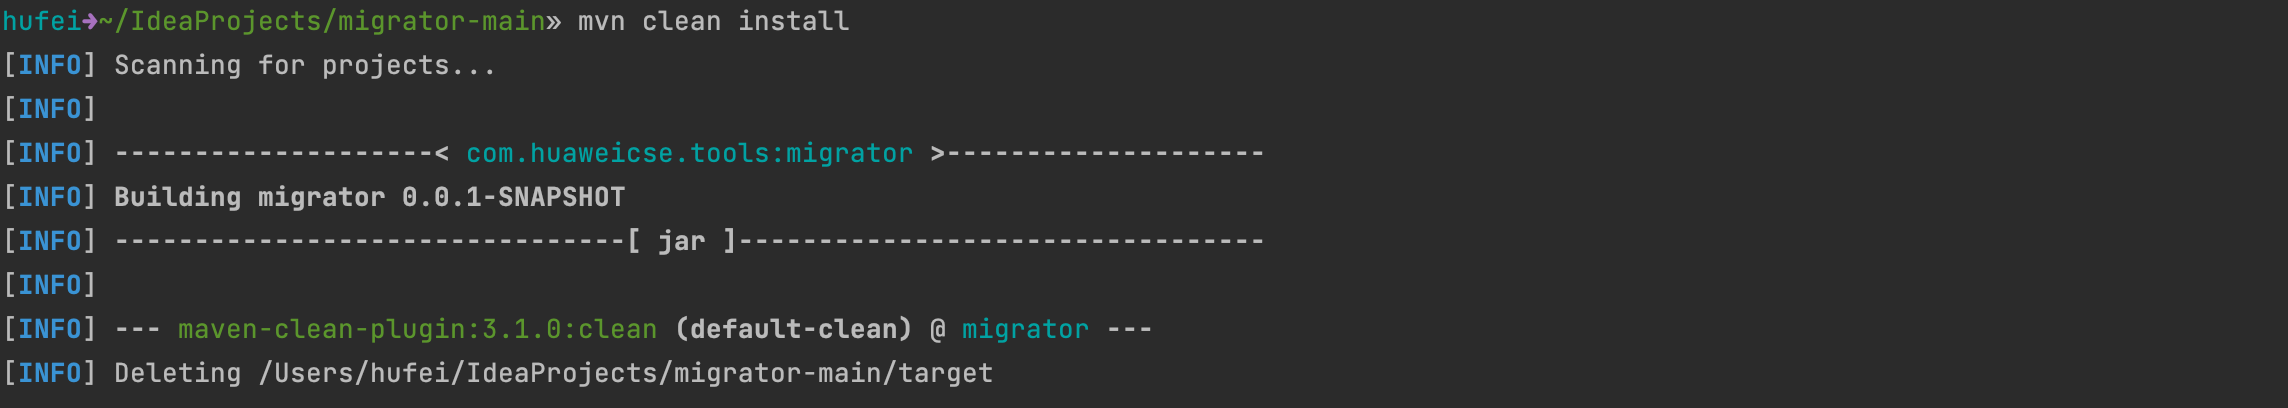 hufei→~/IdeaProjects/migrator-main» mvn clean install
[INFO] Scanning for projects...
[INFO]
[INFO] --------------------< com.huaweicse.tools:migrator >--------------------
[INFO] Building migrator 0.0.1-SNAPSHOT
[INFO] --------------------------------[ jar ]---------------------------------
[INFO]
[INFO] --- maven-clean-plugin:3.1.0:clean (default-clean) @ migrator ---
[INFO] Deleting /Users/hufei/IdeaProjects/migrator-main/target